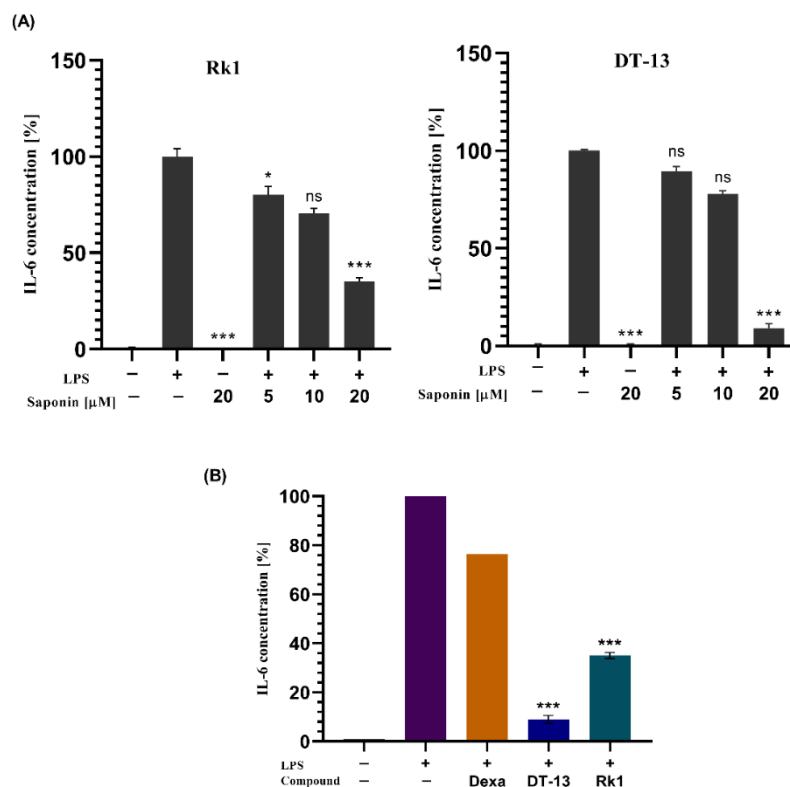 (A)
Rk1
IL-6 concentration [%]
150
100
50
0
***
*
ns
***
LPS − + − + + +
Saponin [µM] − − 20 5 10 20
DT-13
IL-6 concentration [%]
150
100
50
0
***
ns
ns
***
LPS − + − + + +
Saponin [µM] − − 20 5 10 20
(B)
IL-6 concentration [%]
100
80
60
40
20
0
***
***
LPS − + + + +
Compound − − Dexa DT-13 Rk1